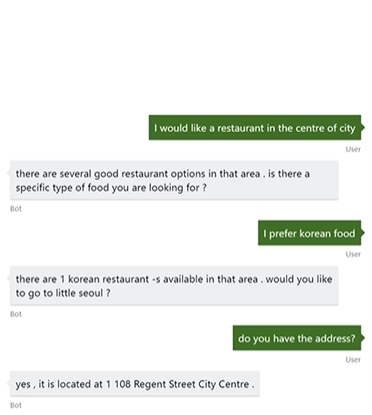 I would like a restaurant in the centre of city
User
there are several good restaurant options in that area . is there a
specific type of food you are looking for ?
Bot
I prefer korean food
User
there are 1 korean restaurant -s available in that area . would you like
to go to little seoul ?
Bot
do you have the address?
User
yes , it is located at 1 108 Regent Street City Centre .
Bot